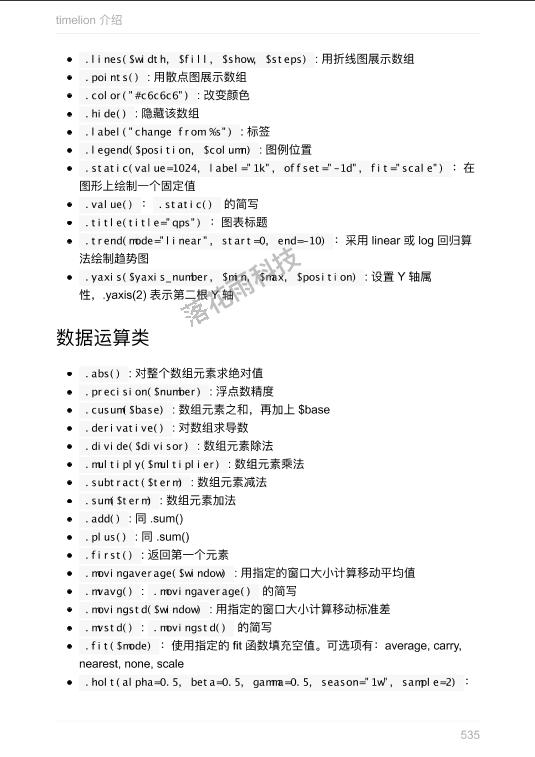 timelion 介绍
.lines($width, $fill, $show, $steps) : 用折线图展示数组
.points() : 用散点图展示数组
.color("#c6c6c6") : 改变颜色
.hide() : 隐藏该数组
.label("change from %s") : 标签
.legend($position, $column) : 图例位置
.static(value=1024, label="1k", offset="-1d", fit="scale") ：在
图形上绘制一个固定值
.value() ： .static() 的简写
.title(title="qps") ：图表标题
.trend(mode="linear", start=0, end=-10) ：采用 linear 或 log 回归算
法绘制趋势图
.yaxis($yaxis_number, $min, $max, $position) : 设置 Y 轴属
性，.yaxis(2) 表示第二根 Y 轴
落花雨科技
数据运算类
.abs() : 对整个数组元素求绝对值
.precision($number) : 浮点数精度
.cusum($base) : 数组元素之和，再加上 $base
.derivative() : 对数组求导数
.divide($divisor) : 数组元素除法
.multiply($multiplier) : 数组元素乘法
.subtract($term) : 数组元素减法
.sum($term) : 数组元素加法
.add() : 同 .sum()
.plus() : 同 .sum()
.first() : 返回第一个元素
.movingaverage($window) : 用指定的窗口大小计算移动平均值
.mvavg() : .movingaverage() 的简写
.movingstd($window) : 用指定的窗口大小计算移动标准差
.mvstd() : .movingstd() 的简写
.fit($mode) ：使用指定的 fit 函数填充空值。可选项有：average, carry,
nearest, none, scale
.holt(alpha=0.5, beta=0.5, gamma=0.5, season="1w", sample=2) ：
535